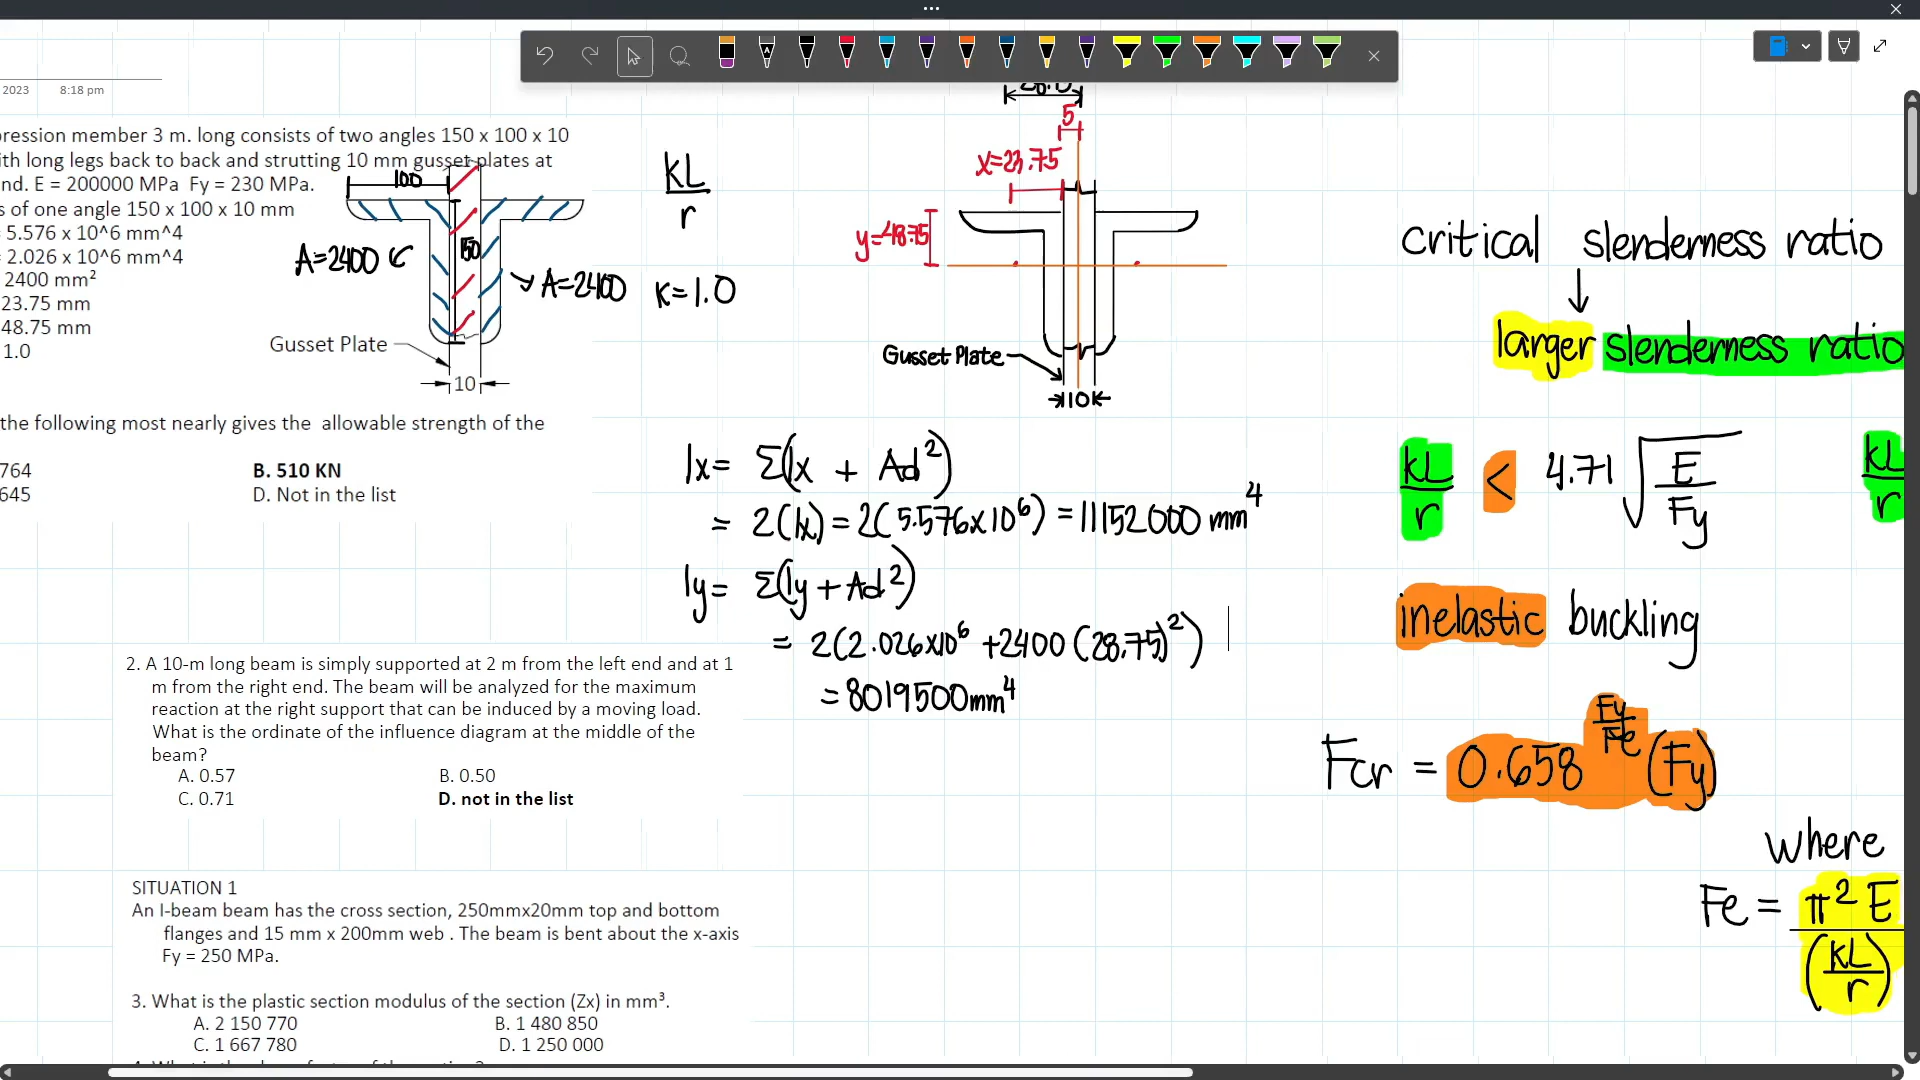 2023 8:18 pm
pression member 3 m. long consists of two angles 150 x 100 x 10
ith long legs back to back and strutting 10 mm gusset plates at
nd. E = 200000 MPa Fy = 230 MPa.
s of one angle 150 x 100 x 10 mm
= 5.576 x 10^6 mm^4
= 2.026 x 10^6 mm^4
2400 mm²
23.75 mm
48.75 mm
1.0
100
150
A=2400
A=2400
Gusset Plate
10
the following most nearly gives the allowable strength of the
764
B. 510 KN
645
D. Not in the list
kL
r
K=1.0
5
x=23.75
y=48.75
Gusset Plate
10
Ix= Σ(Ix + Ad²)
= 2(Ix) = 2(5.576x10⁶) = 11152000 mm⁴
Iy= Σ(Iy + Ad²)
= 2(2.026x10⁶ +2400 (28.75)²)
= 8019500mm⁴
critical slenderness ratio
↓
larger slenderness ratio
kL/r < 4.71 √(E/Fy)
kL
r
inelastic buckling
Fcr = 0.658^(Fy/Fe) (Fy)
where
Fe = π² E
(kL/r)
2. A 10-m long beam is simply supported at 2 m from the left end and at 1
m from the right end. The beam will be analyzed for the maximum
reaction at the right support that can be induced by a moving load.
What is the ordinate of the influence diagram at the middle of the
beam?
A. 0.57 B. 0.50
C. 0.71 D. not in the list
SITUATION 1
An I-beam beam has the cross section, 250mmx20mm top and bottom
flanges and 15 mm x 200mm web . The beam is bent about the x-axis
Fy = 250 MPa.
3. What is the plastic section modulus of the section (Zx) in mm³.
A. 2 150 770 B. 1 480 850
C. 1 667 780 D. 1 250 000